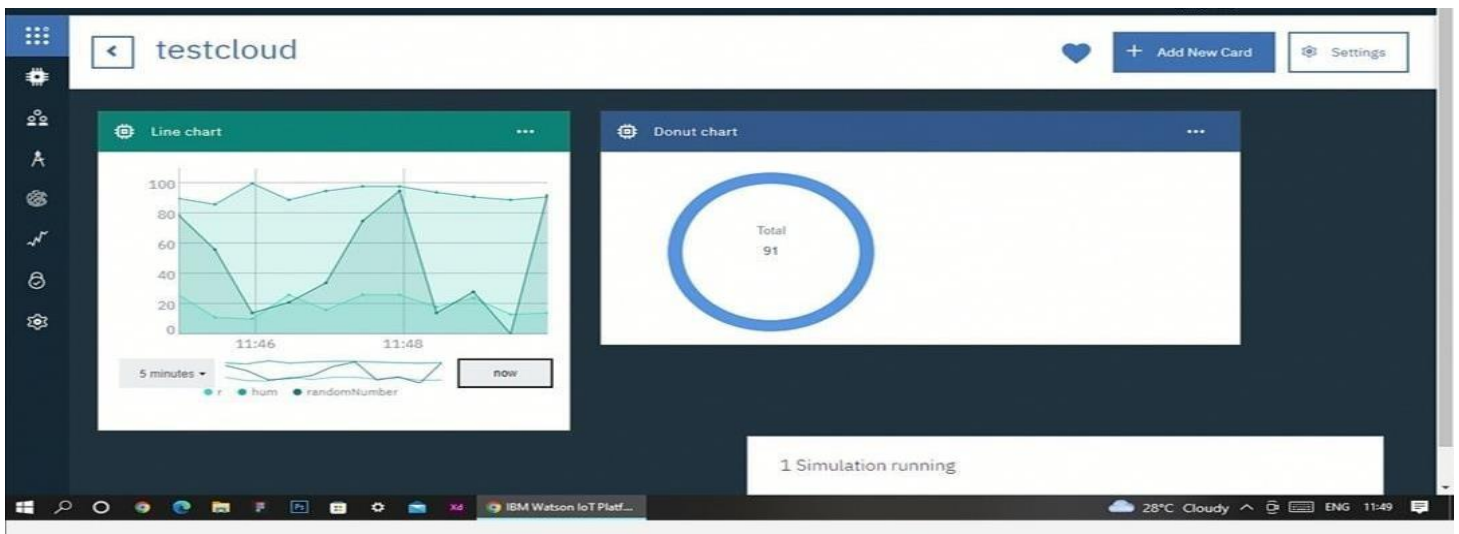 testcloud
+ Add New Card
Settings
Line chart
...
Donut chart
...
100
80
60
40
20
0
11:46
11:48
5 minutes
now
r hum randomNumber
Total
91
1 Simulation running
Ps
Xd
IBM Watson IoT Platf...
28°C Cloudy
ENG
11:49